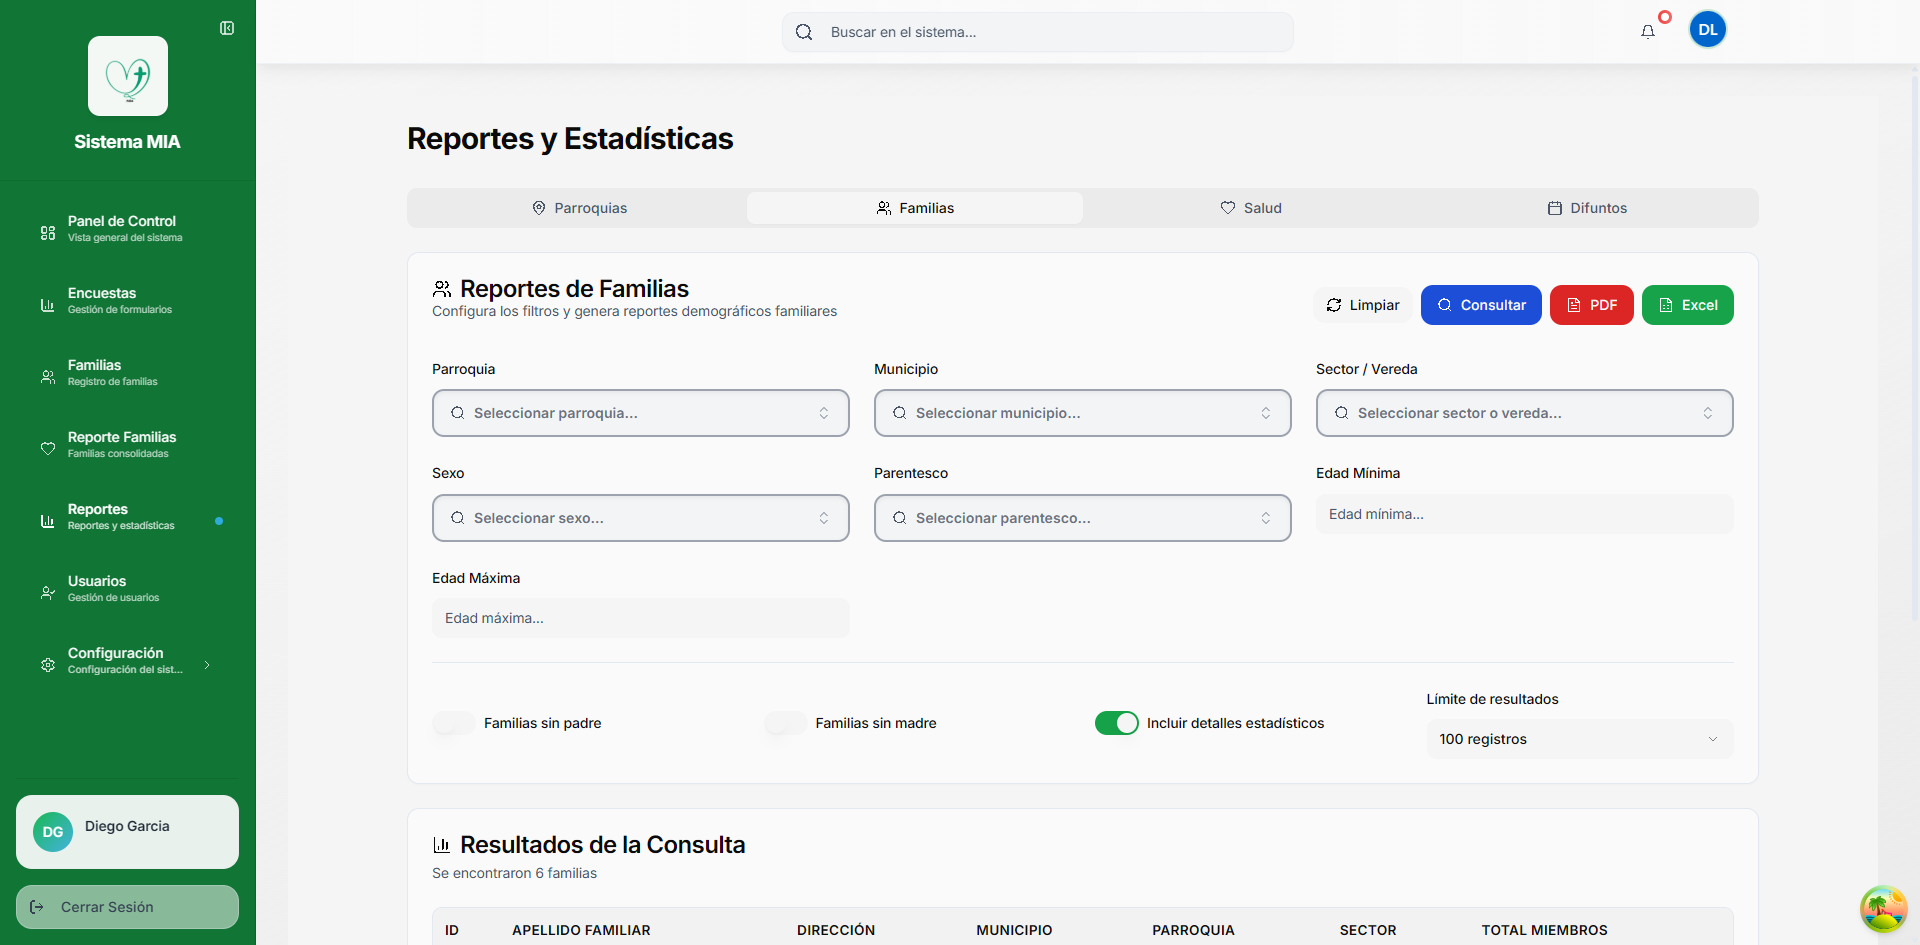 Sistema MIA
Panel de Control
Vista general del sistema
Encuestas
Gestión de formularios
Familias
Registro de familias
Reporte Familias
Familias consolidadas
Reportes
Reportes y estadísticas
Usuarios
Gestión de usuarios
Configuración
Configuración del sist...
DG
Diego Garcia
Cerrar Sesión
Buscar en el sistema...
DL
Reportes y Estadísticas
Parroquias
Familias
Salud
Difuntos
Reportes de Familias
Configura los filtros y genera reportes demográficos familiares
Limpiar
Consultar
PDF
Excel
Parroquia
Municipio
Sector / Vereda
Seleccionar parroquia...
Seleccionar municipio...
Seleccionar sector o vereda...
Sexo
Parentesco
Edad Mínima
Seleccionar sexo...
Seleccionar parentesco...
Edad mínima...
Edad Máxima
Edad máxima...
Familias sin padre
Familias sin madre
Incluir detalles estadísticos
Límite de resultados
100 registros
Resultados de la Consulta
Se encontraron 6 familias
ID
APELLIDO FAMILIAR
DIRECCIÓN
MUNICIPIO
PARROQUIA
SECTOR
TOTAL MIEMBROS